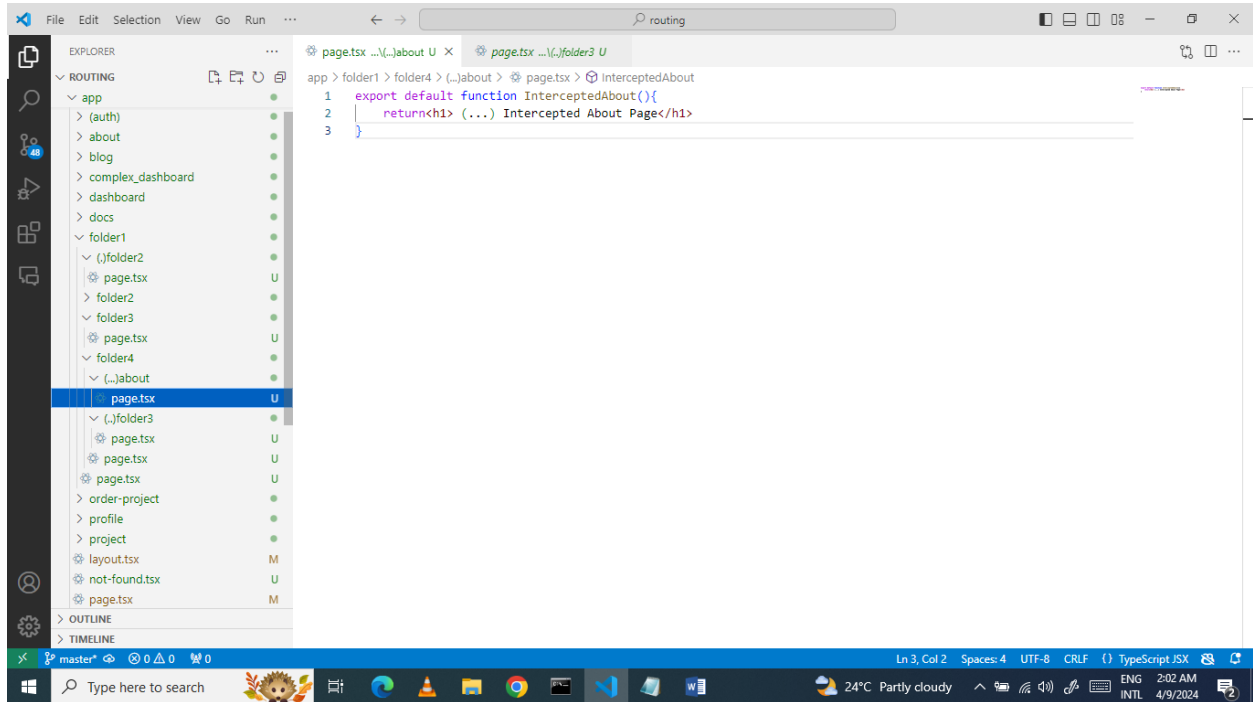 File Edit Selection View Go Run ···
routing
EXPLORER ···
page.tsx ...\(...)about U
page.tsx ...\(..)folder3 U
ROUTING
app > folder1 > folder4 > (...)about > page.tsx > InterceptedAbout
app
1 export default function InterceptedAbout(){
2 return<h1> (...) Intercepted About Page</h1>
3 }
(auth)
about
blog
complex_dashboard
dashboard
docs
folder1
(.)folder2
page.tsx U
folder2
folder3
page.tsx U
folder4
(...)about
page.tsx U
(..)folder3
page.tsx U
page.tsx U
page.tsx U
order-project
profile
project
layout.tsx M
not-found.tsx U
page.tsx M
OUTLINE
TIMELINE
48
master* 0 0 0
Ln 3, Col 2 Spaces: 4 UTF-8 CRLF {} TypeScript JSX
Type here to search
24°C Partly cloudy
ENG
INTL
2:02 AM
4/9/2024
2